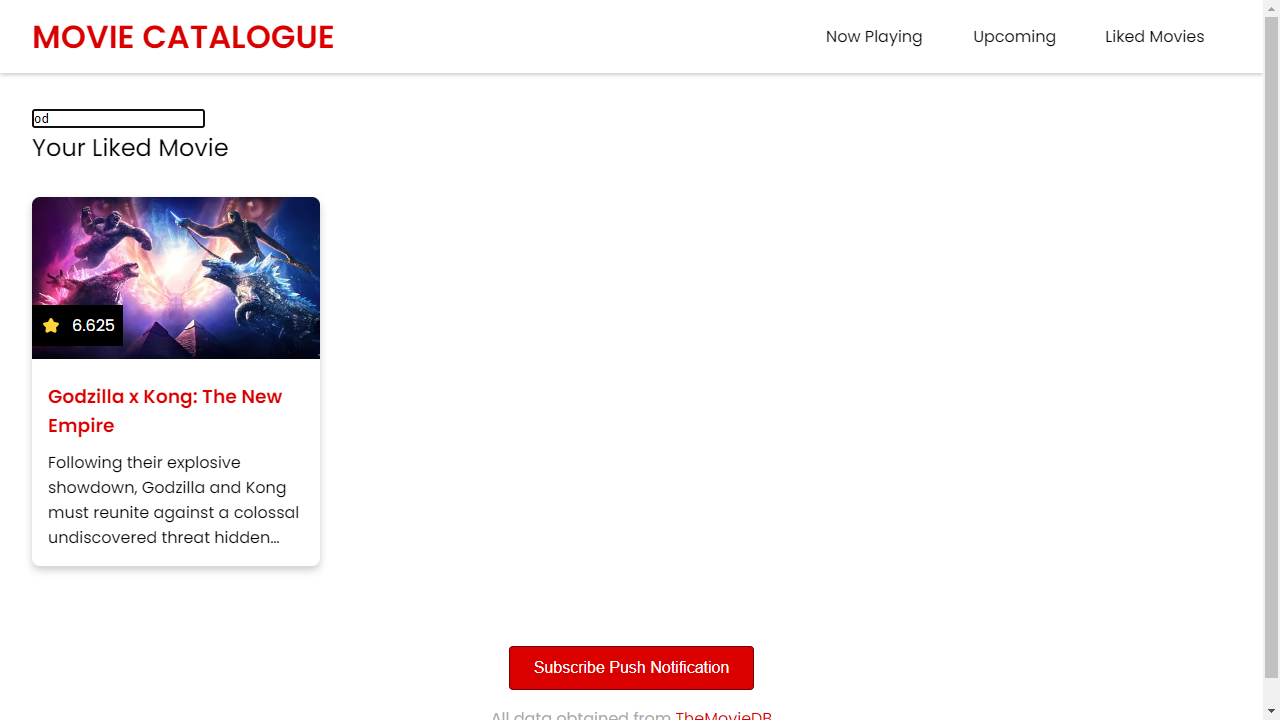 MOVIE CATALOGUE
Now Playing
Upcoming
Liked Movies
od
Your Liked Movie
6.625
Godzilla x Kong: The New
Empire
Following their explosive
showdown, Godzilla and Kong
must reunite against a colossal
undiscovered threat hidden...
Subscribe Push Notification
All data obtained from TheMovieDB